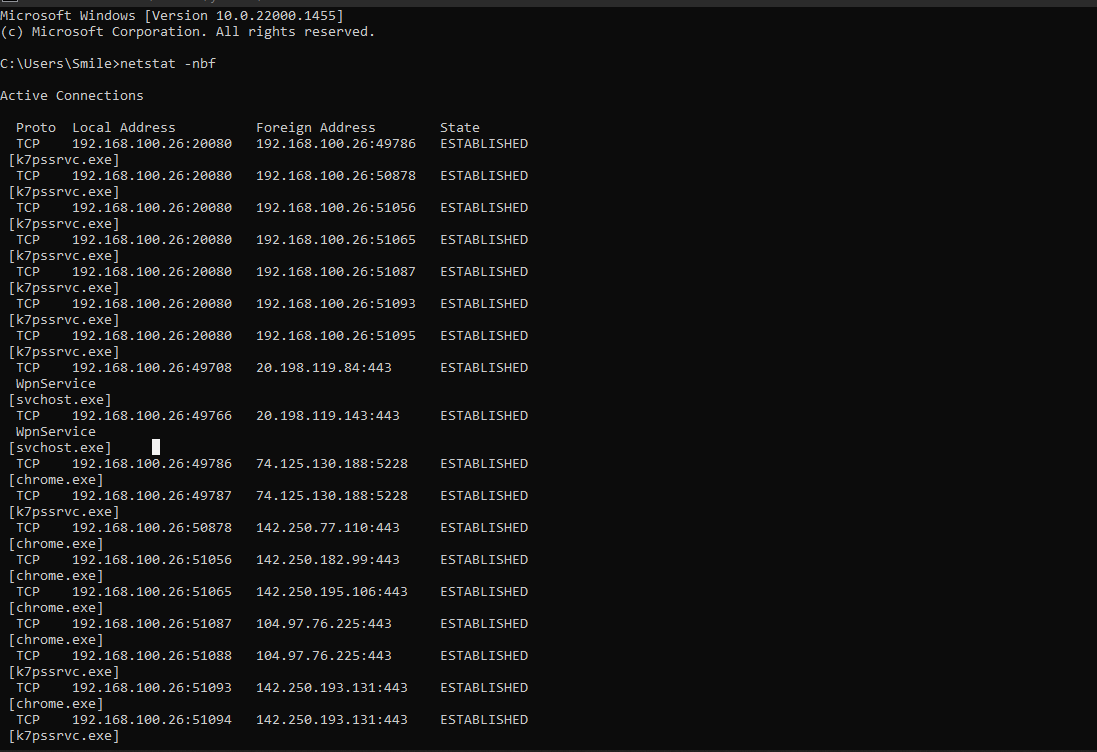 Microsoft Windows [Version 10.0.22000.1455]
(c) Microsoft Corporation. All rights reserved.
C:\Users\Smile>netstat -nbf
Active Connections
Proto Local Address Foreign Address State
TCP 192.168.100.26:20080 192.168.100.26:49786 ESTABLISHED
[k7pssrvc.exe]
TCP 192.168.100.26:20080 192.168.100.26:50878 ESTABLISHED
[k7pssrvc.exe]
TCP 192.168.100.26:20080 192.168.100.26:51056 ESTABLISHED
[k7pssrvc.exe]
TCP 192.168.100.26:20080 192.168.100.26:51065 ESTABLISHED
[k7pssrvc.exe]
TCP 192.168.100.26:20080 192.168.100.26:51087 ESTABLISHED
[k7pssrvc.exe]
TCP 192.168.100.26:20080 192.168.100.26:51093 ESTABLISHED
[k7pssrvc.exe]
TCP 192.168.100.26:20080 192.168.100.26:51095 ESTABLISHED
[k7pssrvc.exe]
TCP 192.168.100.26:49708 20.198.119.84:443 ESTABLISHED
WpnService
[svchost.exe]
TCP 192.168.100.26:49766 20.198.119.143:443 ESTABLISHED
WpnService
[svchost.exe]
TCP 192.168.100.26:49786 74.125.130.188:5228 ESTABLISHED
[chrome.exe]
TCP 192.168.100.26:49787 74.125.130.188:5228 ESTABLISHED
[k7pssrvc.exe]
TCP 192.168.100.26:50878 142.250.77.110:443 ESTABLISHED
[chrome.exe]
TCP 192.168.100.26:51056 142.250.182.99:443 ESTABLISHED
[chrome.exe]
TCP 192.168.100.26:51065 142.250.195.106:443 ESTABLISHED
[chrome.exe]
TCP 192.168.100.26:51087 104.97.76.225:443 ESTABLISHED
[chrome.exe]
TCP 192.168.100.26:51088 104.97.76.225:443 ESTABLISHED
[k7pssrvc.exe]
TCP 192.168.100.26:51093 142.250.193.131:443 ESTABLISHED
[chrome.exe]
TCP 192.168.100.26:51094 142.250.193.131:443 ESTABLISHED
[k7pssrvc.exe]